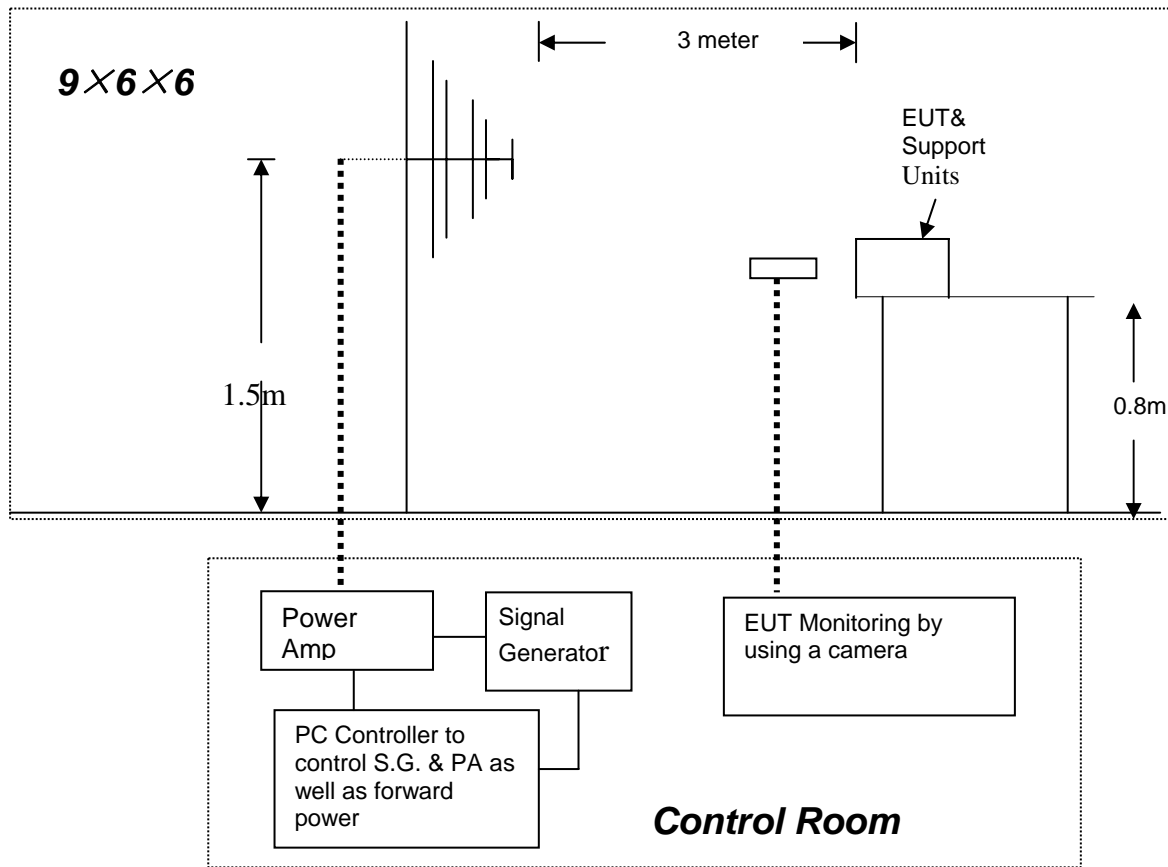 3 meter
9×6×6
EUT&
Support
Units
1.5m
0.8m
Power
Amp
Signal
Generator
EUT Monitoring by
using a camera
PC Controller to
control S.G. & PA as
well as forward
power
Control Room